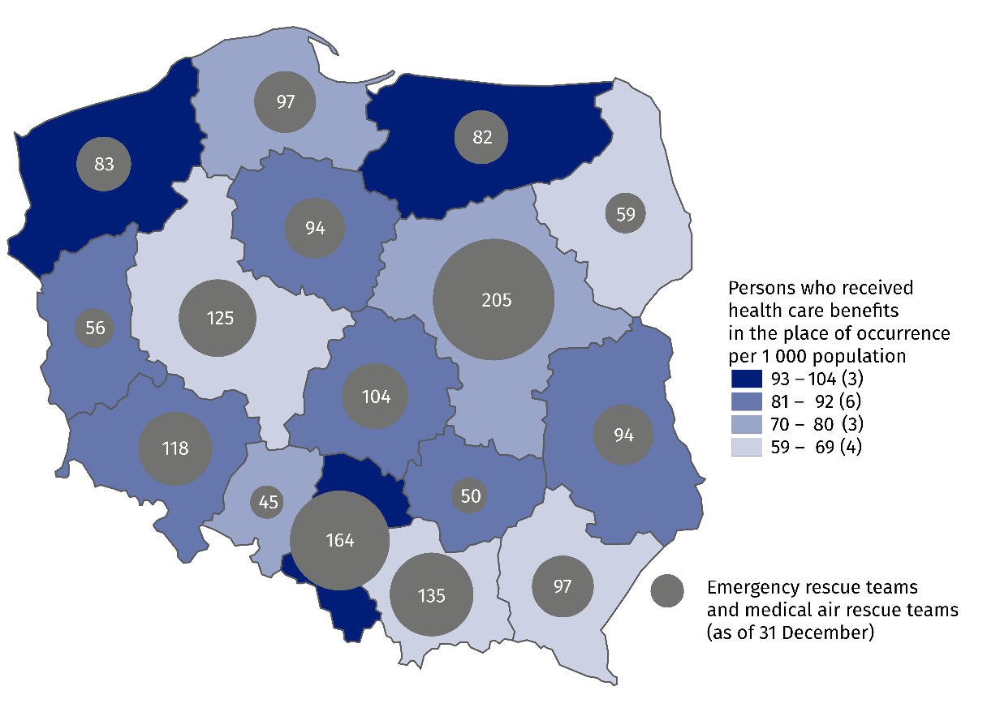 97
83
82
59
94
205
125
56
104
118
94
45
50
164
135
97
Persons who received
health care benefits
in the place of occurrence
per 1 000 population
93 – 104 (3)
81 – 92 (6)
70 – 80 (3)
59 – 69 (4)
Emergency rescue teams
and medical air rescue teams
(as of 31 December)